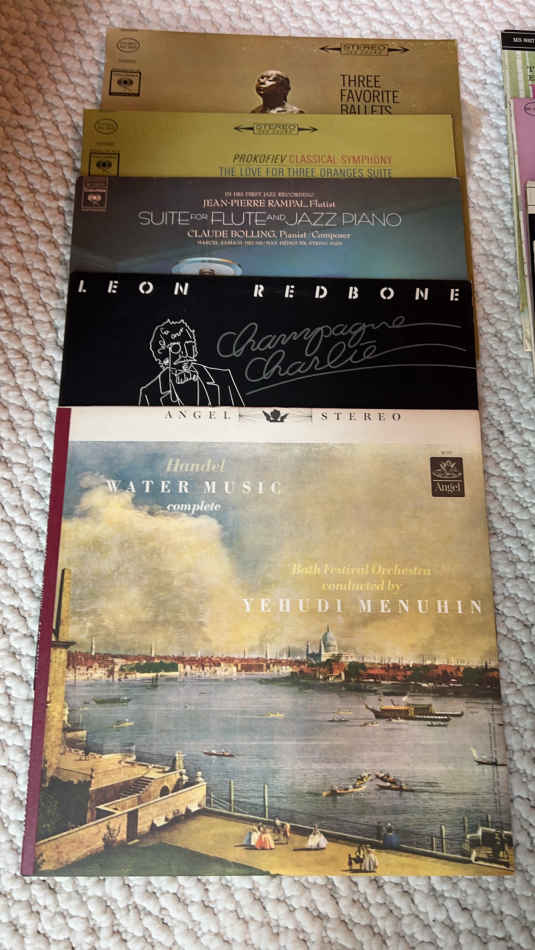 STEREO
THREE
FAVORITE
BALLETS
STEREO
PROKOFIEV CLASSICAL SYMPHONY
THE LOVE FOR THREE ORANGES SUITE
IN HIS FIRST JAZZ RECORDING
JEAN-PIERRE RAMPAL, Flutist
SUITE FOR FLUTE AND JAZZ PIANO
CLAUDE BOLLING, Pianist/Composer
LEON REDBONE
Champagne
Charlie
ANGEL STEREO
Handel
WATER MUSIC
complete
Angel
Bath Festival Orchestra
conducted by
YEHUDI MENUHIN